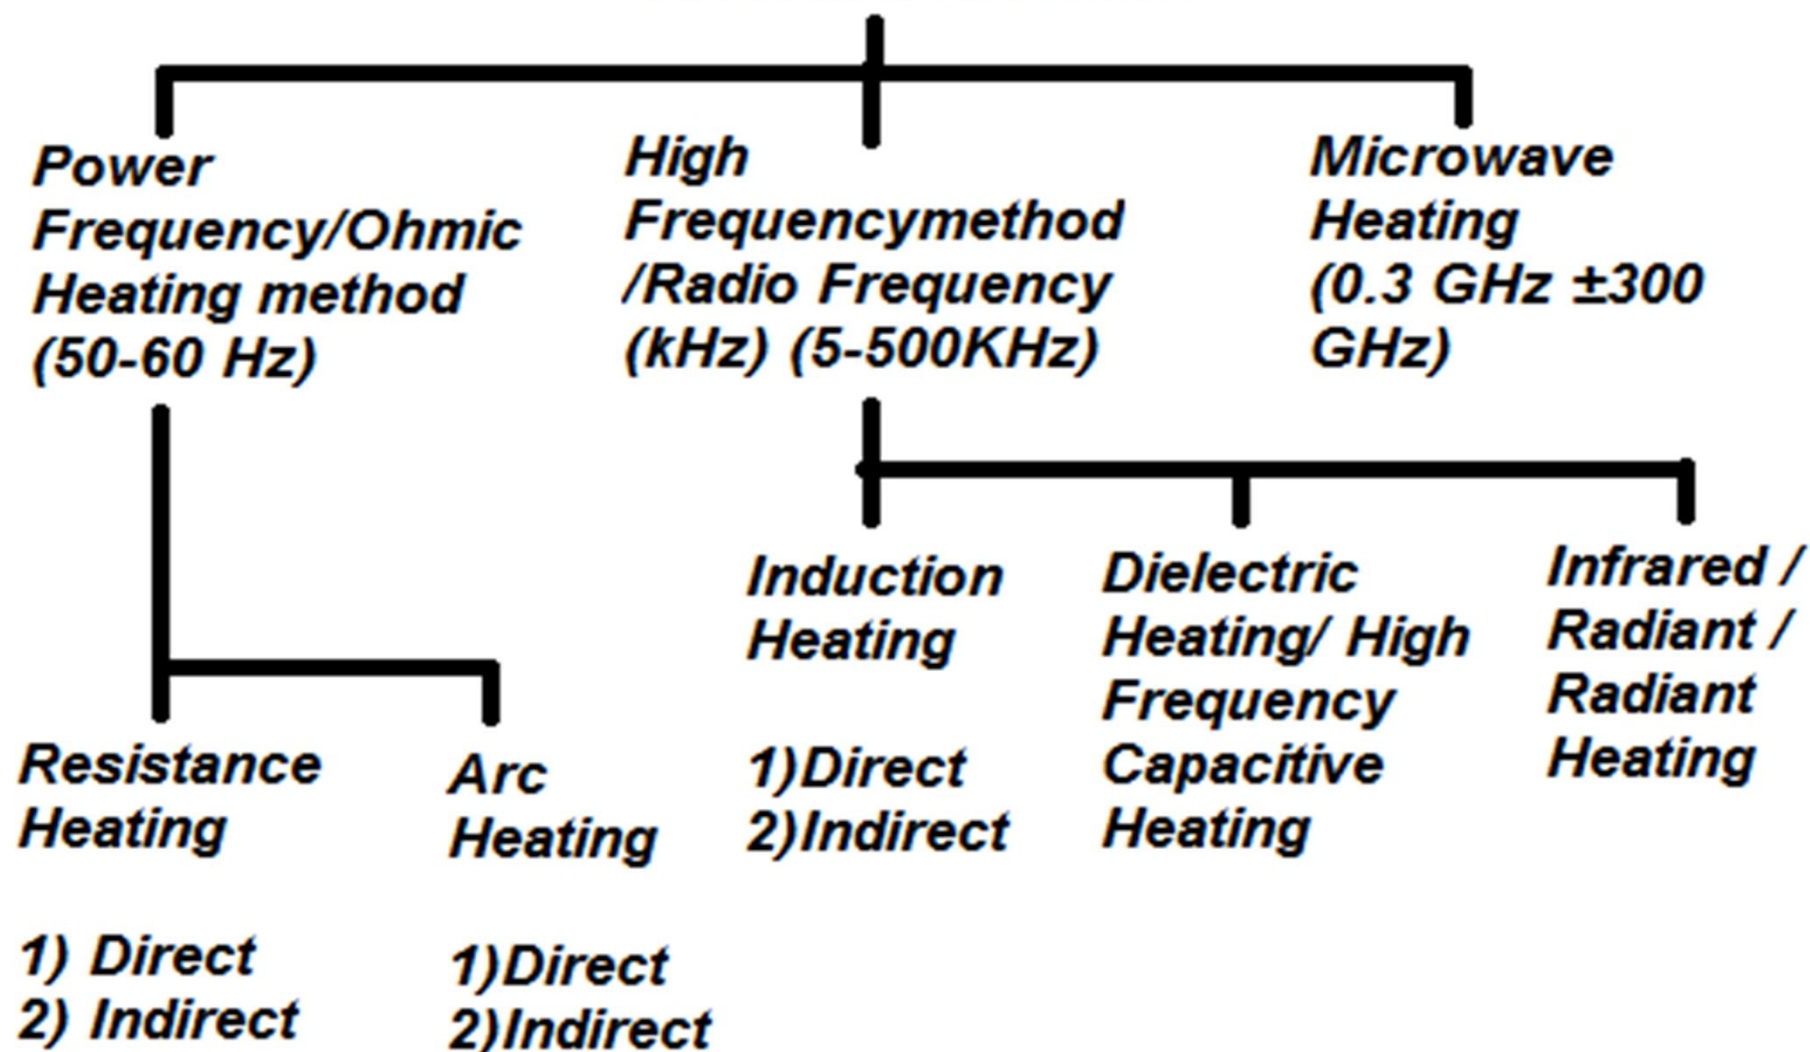 Power
Frequency/Ohmic
Heating method
(50-60 Hz)
High
Frequencymethod
/Radio Frequency
(kHz) (5-500KHz)
Microwave
Heating
(0.3 GHz ±300
GHz)
Resistance
Heating
1) Direct
2) Indirect
Arc
Heating
1)Direct
2)Indirect
Induction
Heating
1)Direct
2)Indirect
Dielectric
Heating/ High
Frequency
Capacitive
Heating
Infrared /
Radiant /
Radiant
Heating